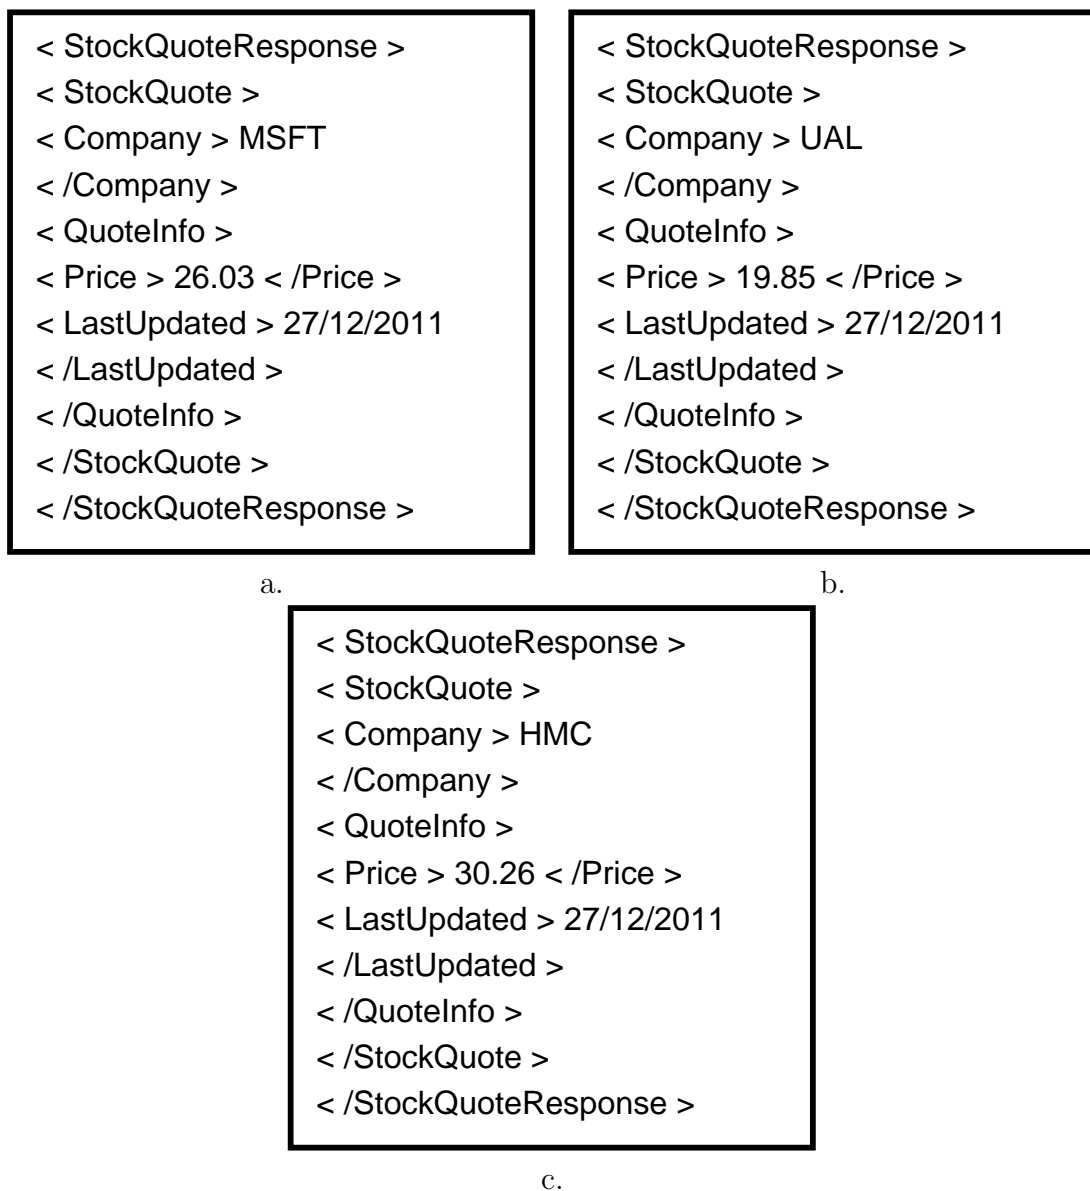 < StockQuoteResponse >
< StockQuote >
< Company > MSFT
< /Company >
< QuoteInfo >
< Price > 26.03 < /Price >
< LastUpdated > 27/12/2011
< /LastUpdated >
< /QuoteInfo >
< /StockQuote >
< /StockQuoteResponse >
a.
< StockQuoteResponse >
< StockQuote >
< Company > UAL
< /Company >
< QuoteInfo >
< Price > 19.85 < /Price >
< LastUpdated > 27/12/2011
< /LastUpdated >
< /QuoteInfo >
< /StockQuote >
< /StockQuoteResponse >
b.
< StockQuoteResponse >
< StockQuote >
< Company > HMC
< /Company >
< QuoteInfo >
< Price > 30.26 < /Price >
< LastUpdated > 27/12/2011
< /LastUpdated >
< /QuoteInfo >
< /StockQuote >
< /StockQuoteResponse >
c.